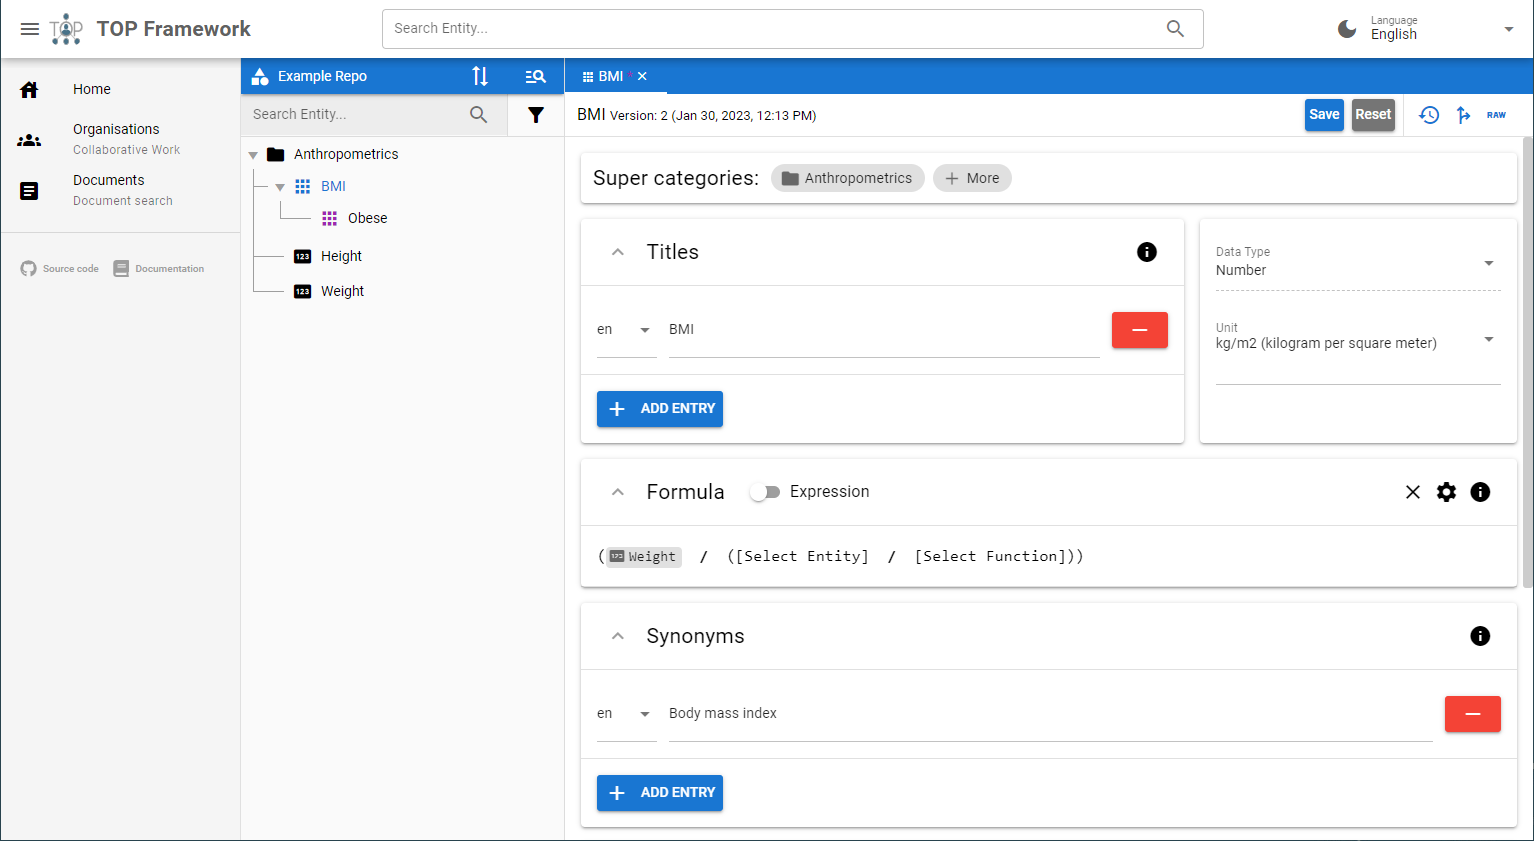 TOP Framework
Search Entity...
Language
English
Home
Organisations
Collaborative Work
Documents
Document search
Source code
Documentation
Example Repo
Search Entity...
Anthropometrics
BMI
Obese
123 Height
123 Weight
BMI
BMI Version: 2 (Jan 30, 2023, 12:13 PM)
Save
Reset
RAW
Super categories:
Anthropometrics
More
Titles
en
BMI
ADD ENTRY
Data Type
Number
Unit
kg/m2 (kilogram per square meter)
Formula
Expression
(123 Weight / ([Select Entity] / [Select Function]))
Synonyms
en
Body mass index
ADD ENTRY